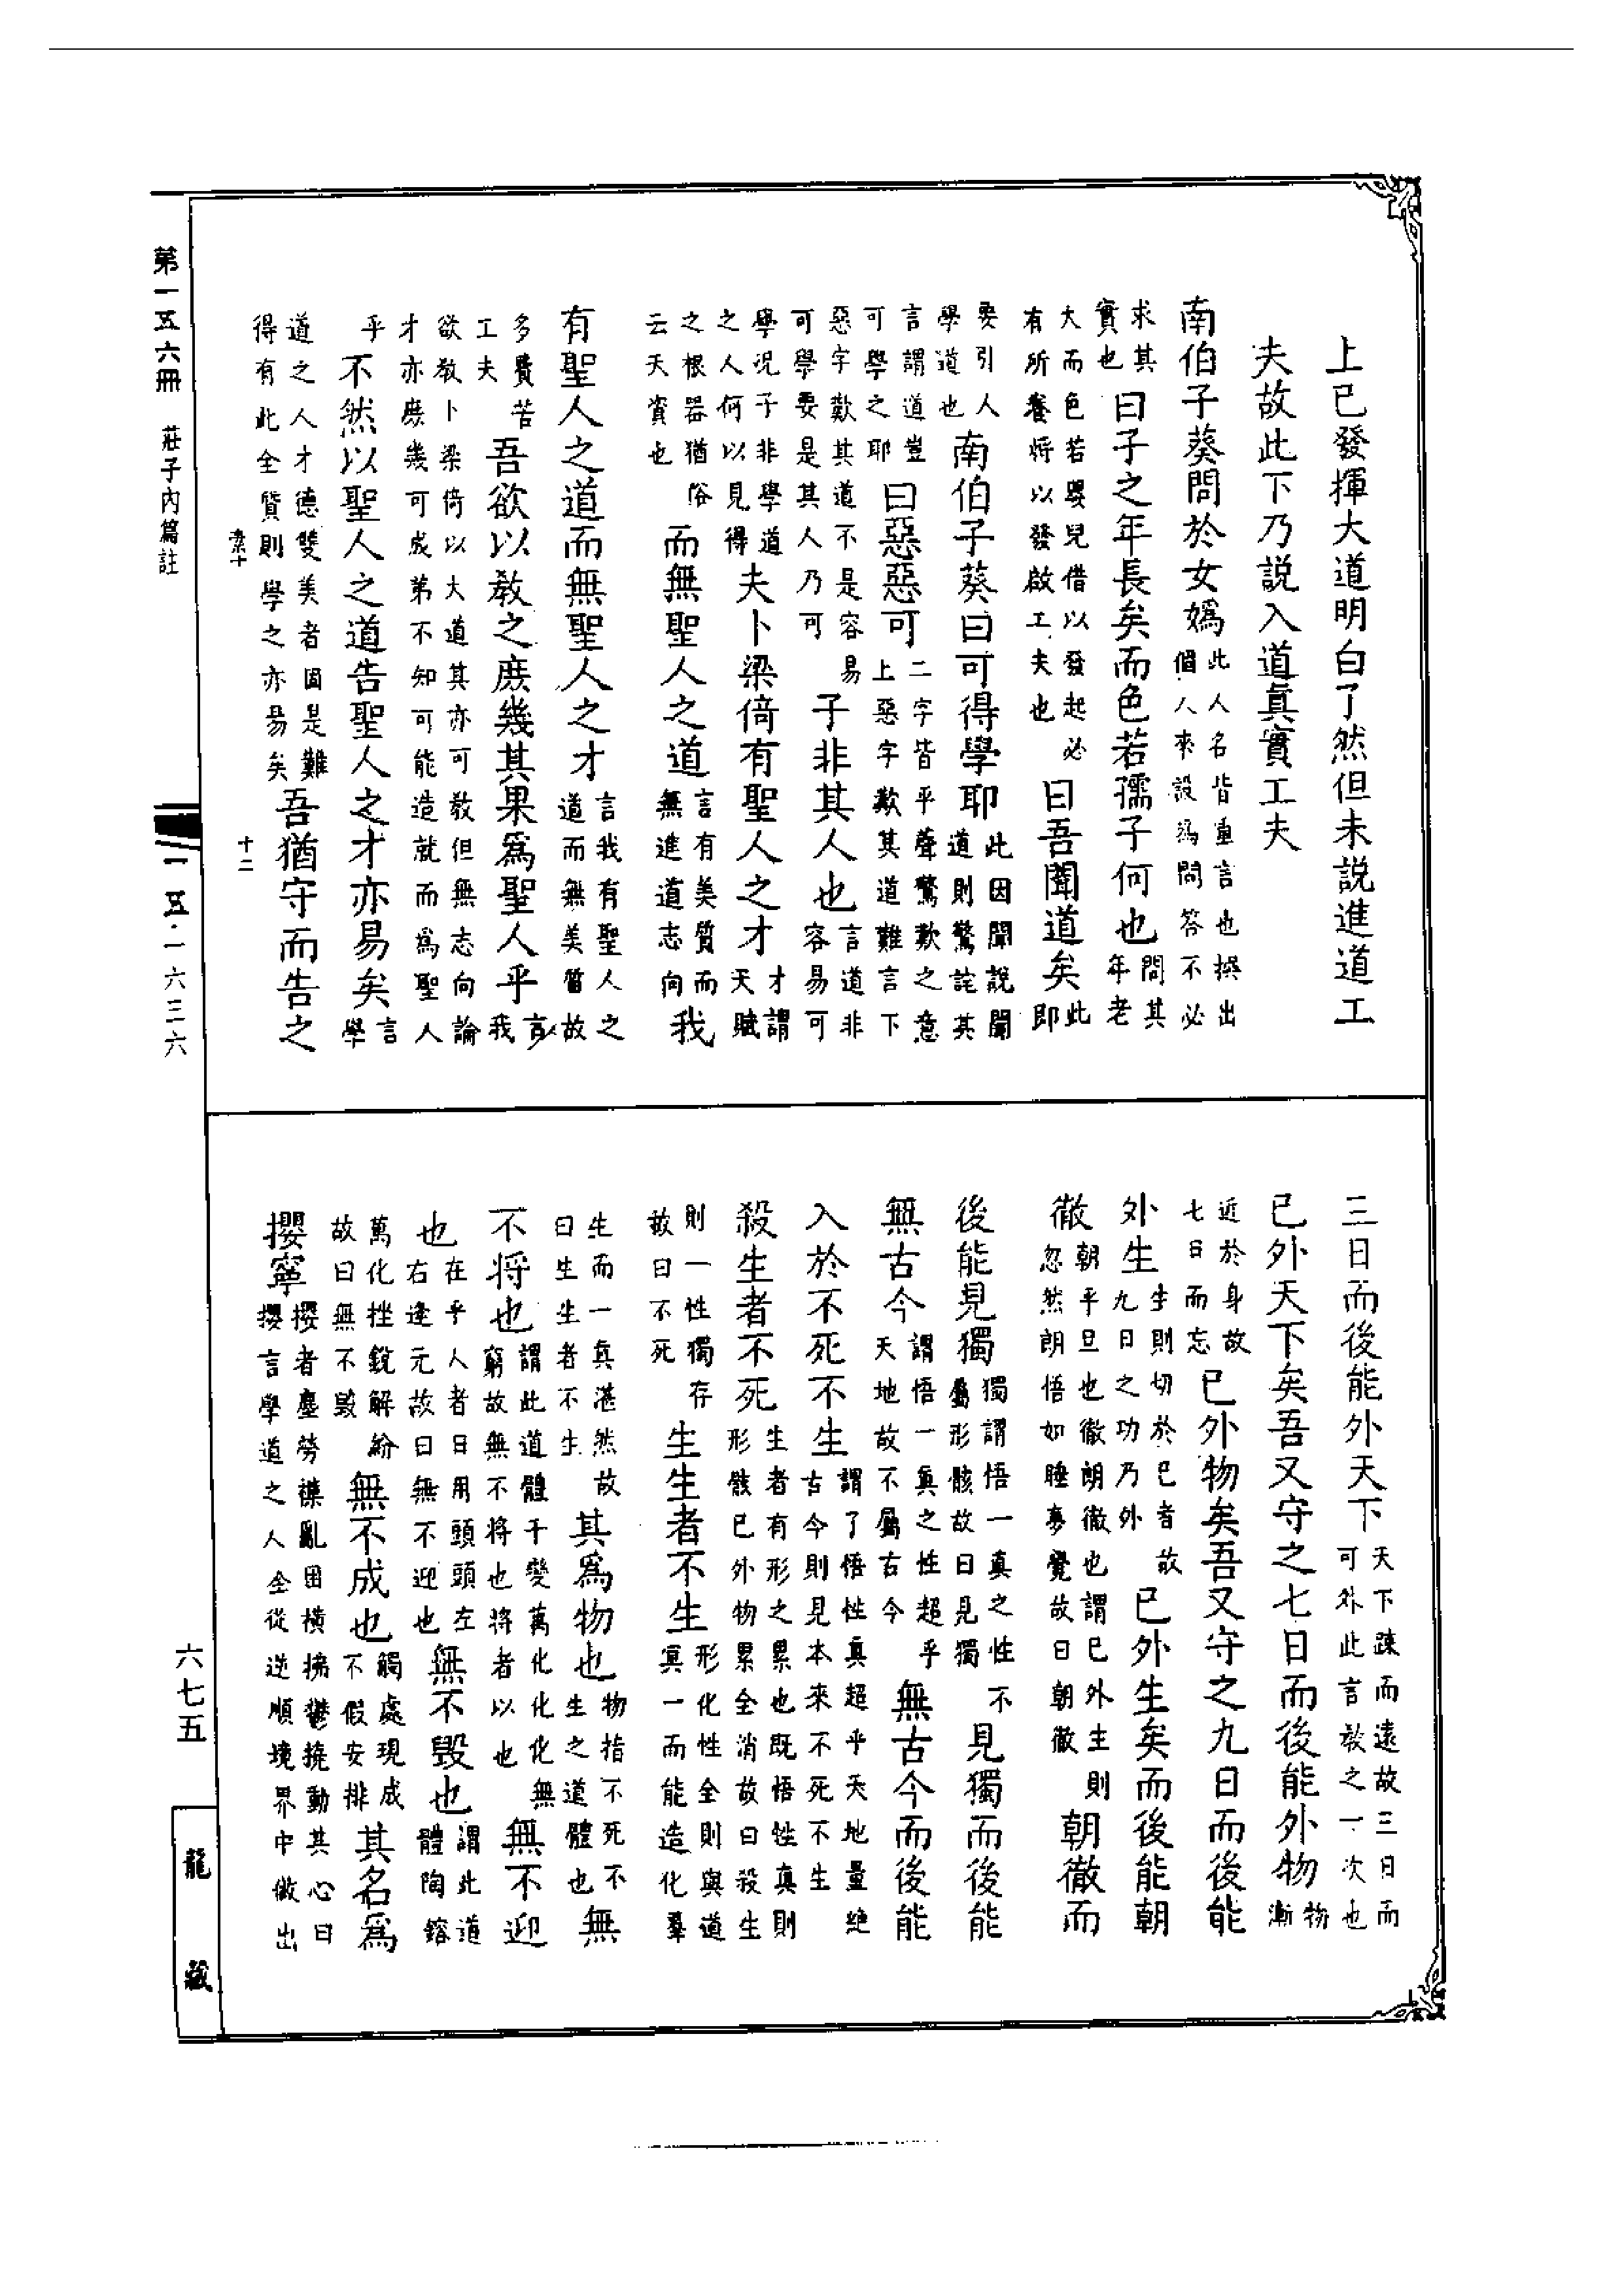 上已發揮大道明白了然但未説進道工
夫故此下乃説入道真實工夫
南伯子葵問於女媯此人名皆重言也撰出個人來設為問答不必
求其實也曰子之年長矣而色若孺子何也問其年老
大而色若嬰兒借以發起必有所養將以發啟工夫也曰吾聞道矣此即
要引人學道也南伯子葵曰可得學耶此因聞説聞道則驚詫其
言謂道豈可學之耶曰惡惡可二字皆平聲驚歎之意上惡字歎其道難言下
惡字歎其道不是容易可學要是其人乃可子非其人也言道非容易可
學況子非學道之人何以見得夫卜梁倚有聖人之才才謂天賦
之根器猶俗云天資也而無聖人之道言有美質而無進道志向我
有聖人之道而無聖人之才言我有聖人之道而無美質故
多費苦工夫吾欲以教之庶幾其果為聖人乎言我
欲教卜梁倚以大道其亦可教但無志向論才亦庶幾可成弟不知可能造就而為聖人
乎不然以聖人之道告聖人之才亦易矣言學
道之人才德雙美者固是難得有此全質則學之亦易矣吾猶守而告之
三日而後能外天下天下疎而遠故三日而可外此言教之一次也
已外天下矣吾又守之七日而後能外物物漸
近於身故七日而忘已外物矣吾又守之九日而後能
外生生則切於已者故九日之功乃外已外生矣而後能朝
徹朝平旦也徹朗徹也謂已外生則忽然朗悟如睡夢覺故曰朝徹朝徹而
後能見獨獨謂悟一真之性不屬形骸故曰見獨見獨而後能
無古今謂悟一真之性超乎天地故不屬古今無古今而後能
入於不死不生謂了悟性真超乎天地量絶古今則見本來不死不生
殺生者不死生者有形之累也既悟性真則形骸已外物累全消故曰殺生
則一性獨存故曰不死生生者不生形化性全則與道冥一而能造化羣
生而一真湛然故曰生生者不生其為物也物指不死不生之道體也無
不將也謂此道體千變萬化化化無窮故無不將也將者以也無不迎
也在乎人者日用頭頭左右逢元故曰無不迎也無不毀也謂此道體陶鎔
萬化挫銳解紛故曰無不毀無不成也觸處現成不假安排其名為
攖寧攖者塵勞襍亂困橫拂鬱撓動其心曰攖言學道之人全從逆順境界中做出
第一五六冊 莊子內篇註
素十
十二
一五·一六三六
六七五
龍藏